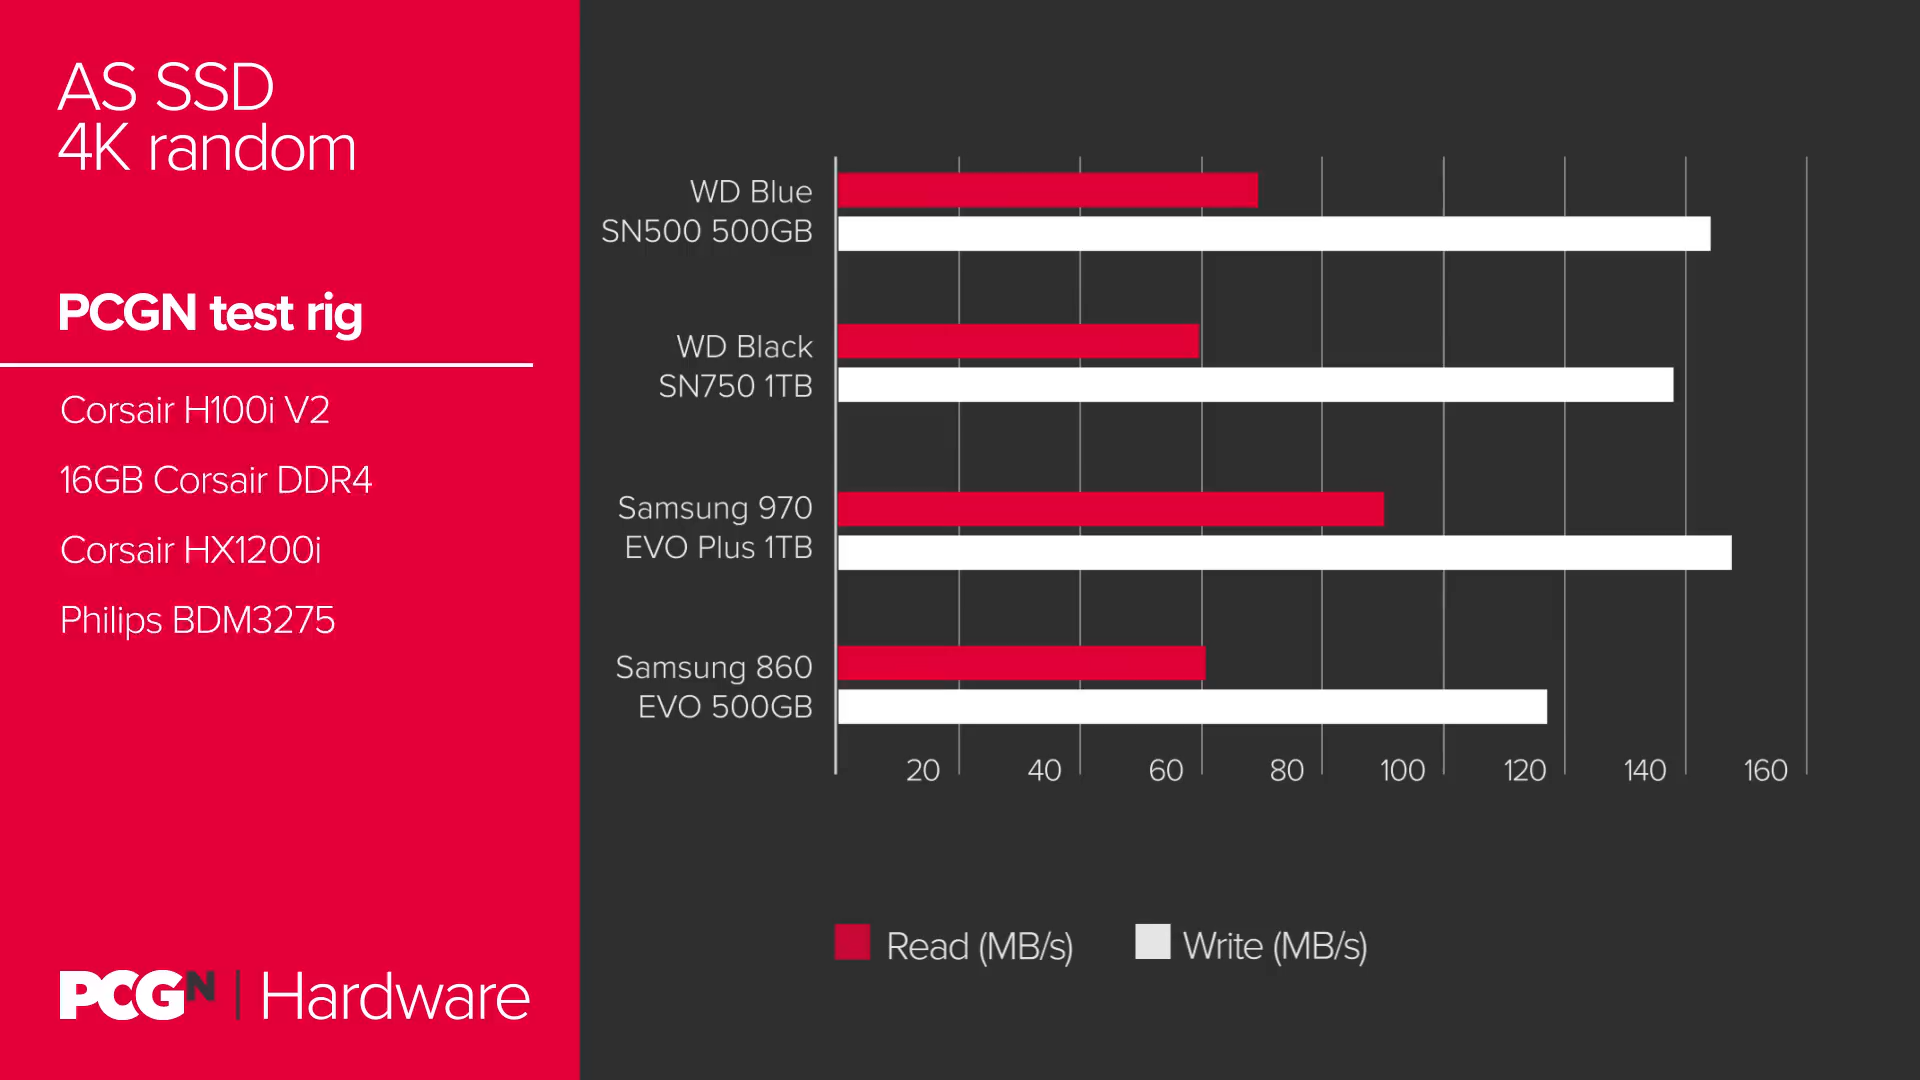 AS SSD
4K random
PCGN test rig
Corsair H100i V2
16GB Corsair DDR4
Corsair HX1200i
Philips BDM3275
PCGN | Hardware
WD Blue
SN500 500GB
WD Black
SN750 1TB
Samsung 970
EVO Plus 1TB
Samsung 860
EVO 500GB
20 40 60 80 100 120 140 160
Read (MB/s) Write (MB/s)